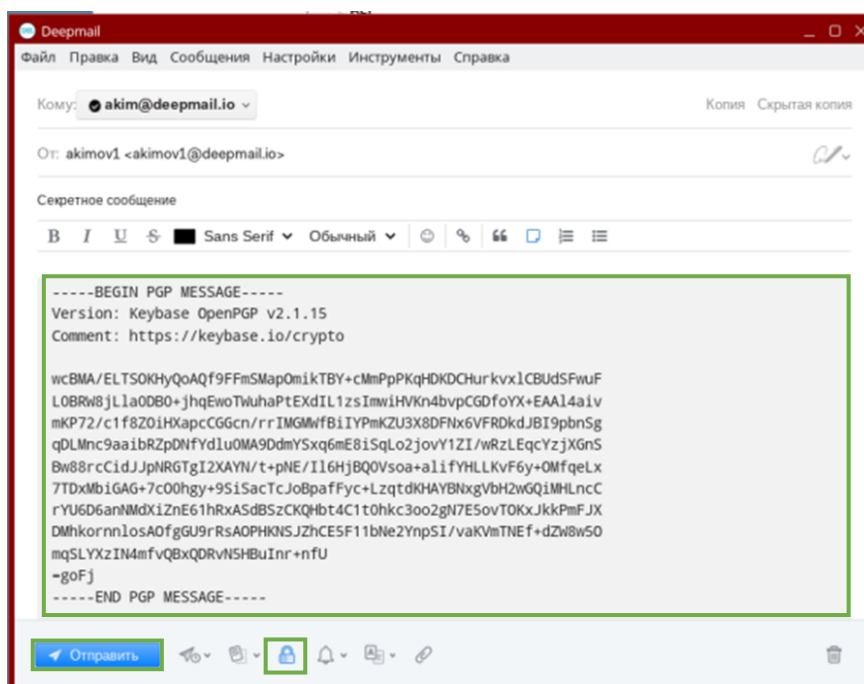 Deepmail
Файл Правка Вид Сообщения Настройки Инструменты Справка
Кому: akim@deepmail.io Копия Скрытая копия
От: akimov1 <akimov1@deepmail.io>
Секретное сообщение
B I U S Sans Serif Обычный
-----BEGIN PGP MESSAGE-----
Version: Keybase OpenPGP v2.1.15
Comment: https://keybase.io/crypto
wcBMA/ELTSOKHyQoAQf9FFmSMapOmikTBY+cMmPpPKqHDKDCHurkvxlCBUdSFwuF
LOBRW8jLlaODBO+jhqEwoTWuhaPtEXdIL1zsImwiHVKn4bvpCGDfoYX+EAAl4aiv
mKP72/c1f8ZOiHXapcCGGcn/rrIMGMWfBiIYPmKZU3X8DFNx6VFRDkdJBI9pbnSg
qDLMnc9aaibRZpDNfYdluOMA9DdmYSxq6mE8iSqLo2jovY1ZI/wRzLEqcYzjXGnS
Bw88rcCidJJpNRGTgI2XAYN/t+pNE/Il6HjBQOVsoa+alifYHLLKvF6y+OMfqeLx
7TDxMbiGAG+7cOOhgy+9SiSacTcJoBpafFyc+LzqtdKHAYBNxgVbH2wGQiMHLncC
rYU6D6anNMdXiZnE61hRxASdBSzCKQHbt4C1tOhkc3oo2gN7E5ovTOKxJkkPmFJX
DMhkornnlosAOfgGU9rRsAOPHKNSJZhCE5F11bNe2YnpSI/vaKVmTNEf+dZW8w5O
mqSLYXzIN4mfvQBxQDRvN5HBuInr+nfU
=goFj
-----END PGP MESSAGE-----
Отправить